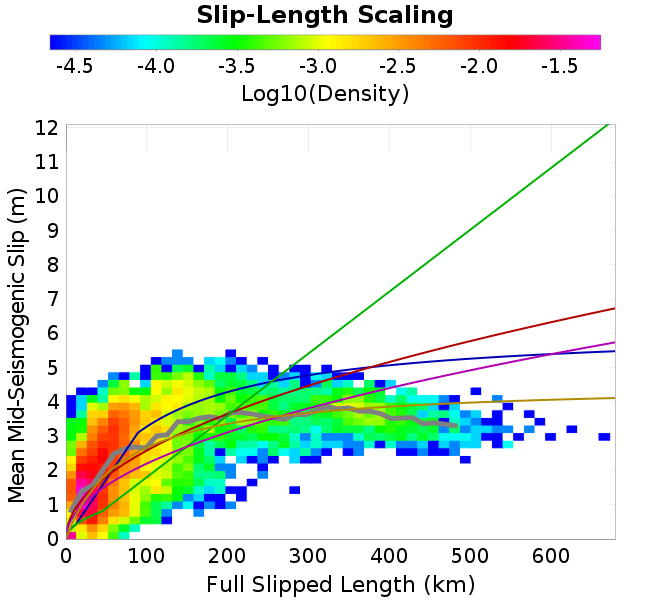 Slip-Length Scaling
-4.5 -4.0 -3.5 -3.0 -2.5 -2.0 -1.5
Log10(Density)
12
11
10
9
8
7
6
5
4
3
2
1
0
Mean Mid-Seismogenic Slip (m)
0 100 200 300 400 500 600
Full Slipped Length (km)